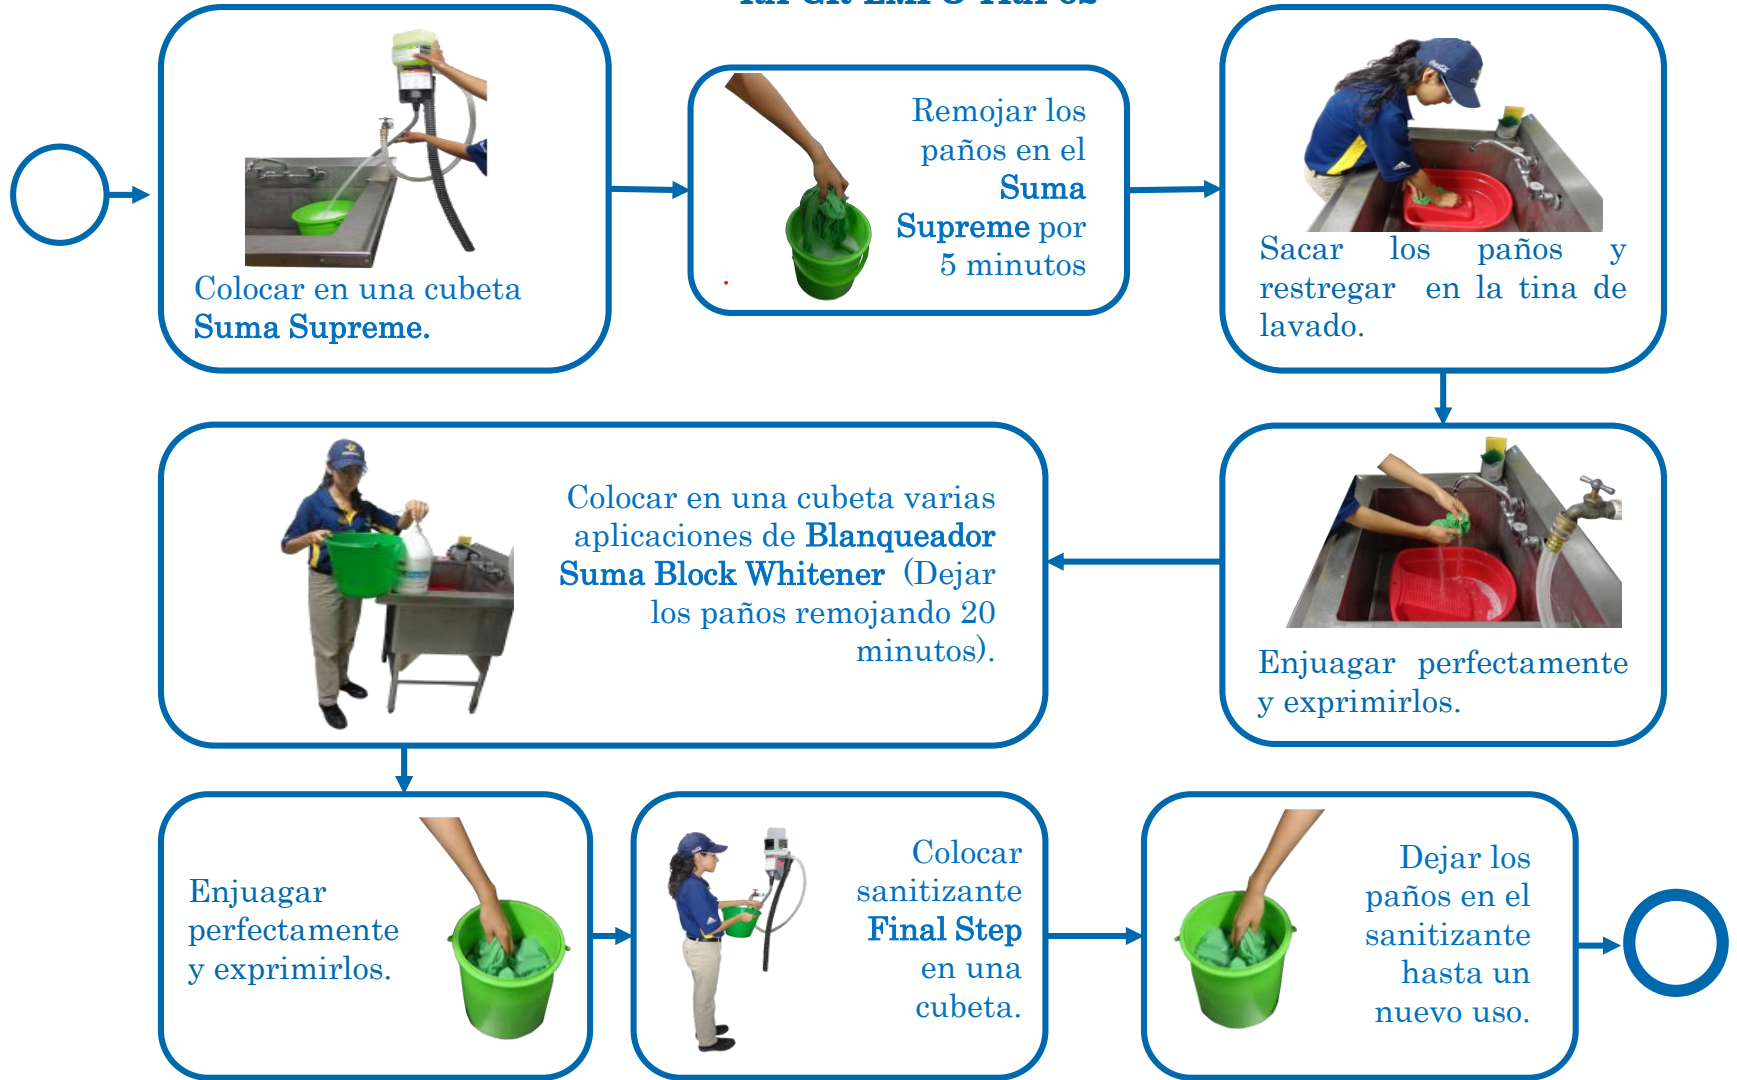 Colocar en una cubeta
Suma Supreme.
Remojar los
paños en el
Suma
Supreme por
5 minutos
Sacar los paños y
restregar en la tina de
lavado.
Enjuagar perfectamente
y exprimirlos.
Colocar en una cubeta varias
aplicaciones de Blanqueador
Suma Block Whitener (Dejar
los paños remojando 20
minutos).
Enjuagar
perfectamente
y exprimirlos.
Colocar
sanitizante
Final Step
en una
cubeta.
Dejar los
paños en el
sanitizante
hasta un
nuevo uso.